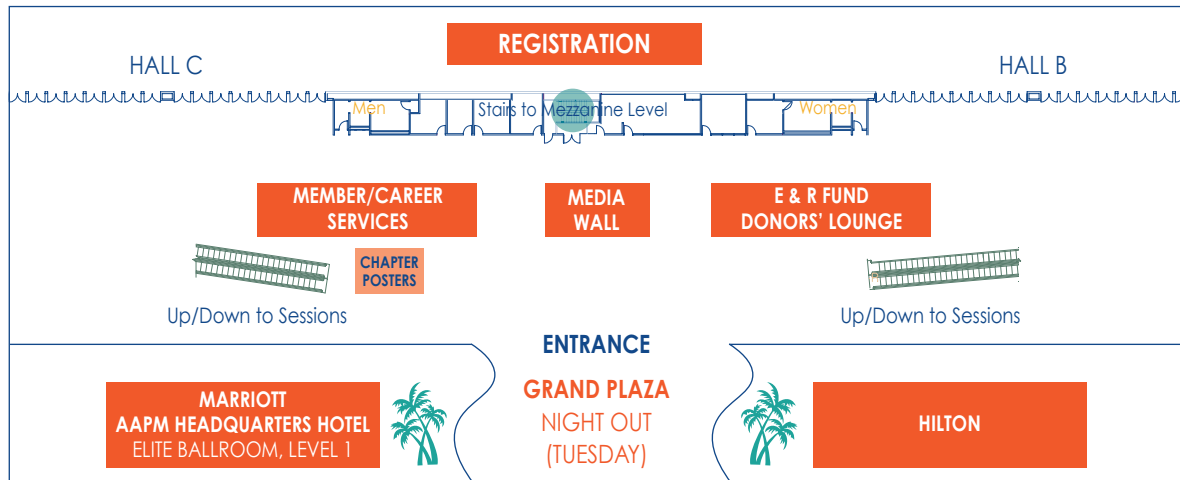 REGISTRATION
HALL C
HALL B
Men
Stairs to Mezzanine Level
Women
MEMBER/CAREER
SERVICES
MEDIA
WALL
E & R FUND
DONORS’ LOUNGE
CHAPTER
POSTERS
Up/Down to Sessions
Up/Down to Sessions
ENTRANCE
MARRIOTT
AAPM HEADQUARTERS HOTEL
ELITE BALLROOM, LEVEL 1
GRAND PLAZA
NIGHT OUT
(TUESDAY)
HILTON